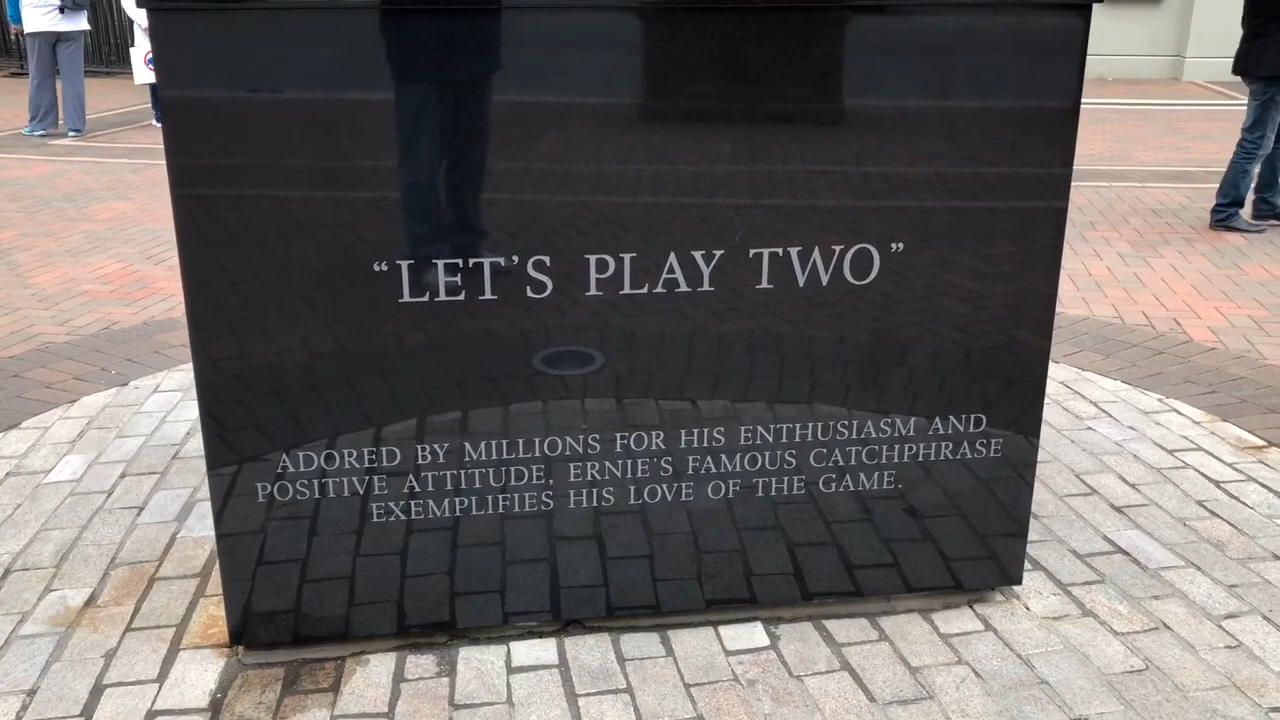 “LET’S PLAY TWO”
ADORED BY MILLIONS FOR HIS ENTHUSIASM AND
POSITIVE ATTITUDE, ERNIE’S FAMOUS CATCHPHRASE
EXEMPLIFIES HIS LOVE OF THE GAME.